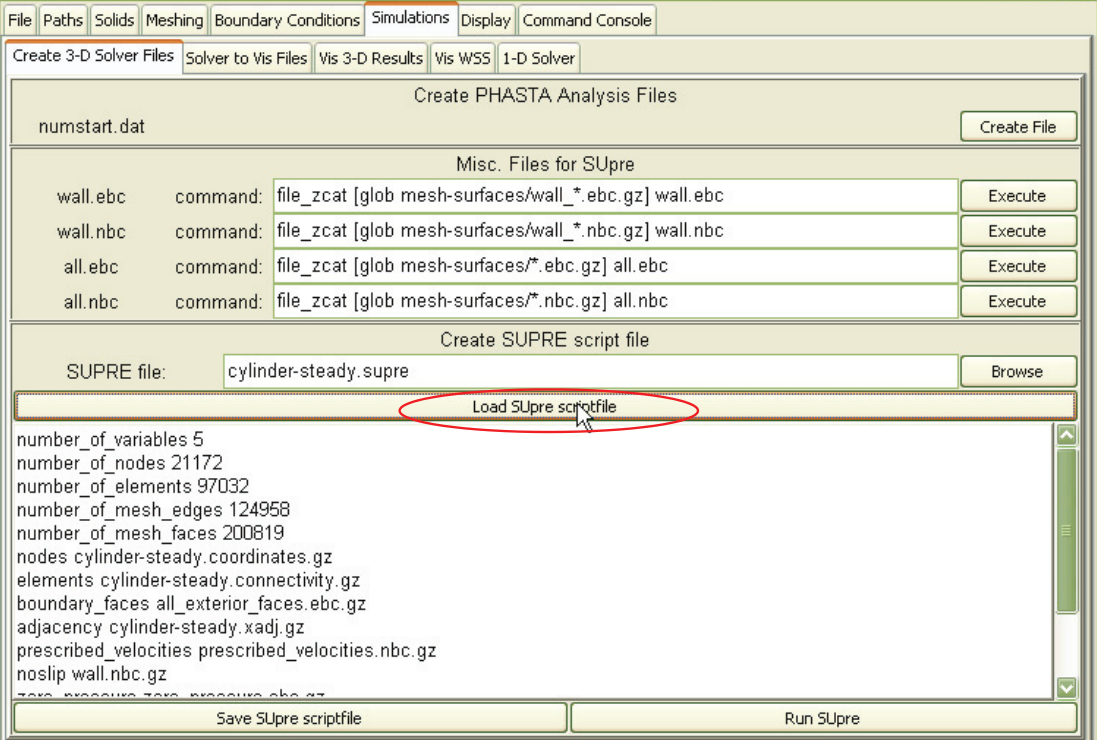 File Paths Solids Meshing Boundary Conditions Simulations Display Command Console
Create 3-D Solver Files Solver to Vis Files Vis 3-D Results Vis WSS 1-D Solver
Create PHASTA Analysis Files
numstart.dat Create File
Misc. Files for SUpre
wall.ebc command: file_zcat [glob mesh-surfaces/wall_*.ebc.gz] wall.ebc Execute
wall.nbc command: file_zcat [glob mesh-surfaces/wall_*.nbc.gz] wall.nbc Execute
all.ebc command: file_zcat [glob mesh-surfaces/*.ebc.gz] all.ebc Execute
all.nbc command: file_zcat [glob mesh-surfaces/*.nbc.gz] all.nbc Execute
Create SUPRE script file
SUPRE file: cylinder-steady.supre Browse
Load SUpre scriptfile
number_of_variables 5
number_of_nodes 21172
number_of_elements 97032
number_of_mesh_edges 124958
number_of_mesh_faces 200819
nodes cylinder-steady.coordinates.gz
elements cylinder-steady.connectivity.gz
boundary_faces all_exterior_faces.ebc.gz
adjacency cylinder-steady.xadj.gz
prescribed_velocities prescribed_velocities.nbc.gz
noslip wall.nbc.gz
zero_pressure zero_pressure.ebc.gz
Save SUpre scriptfile Run SUpre